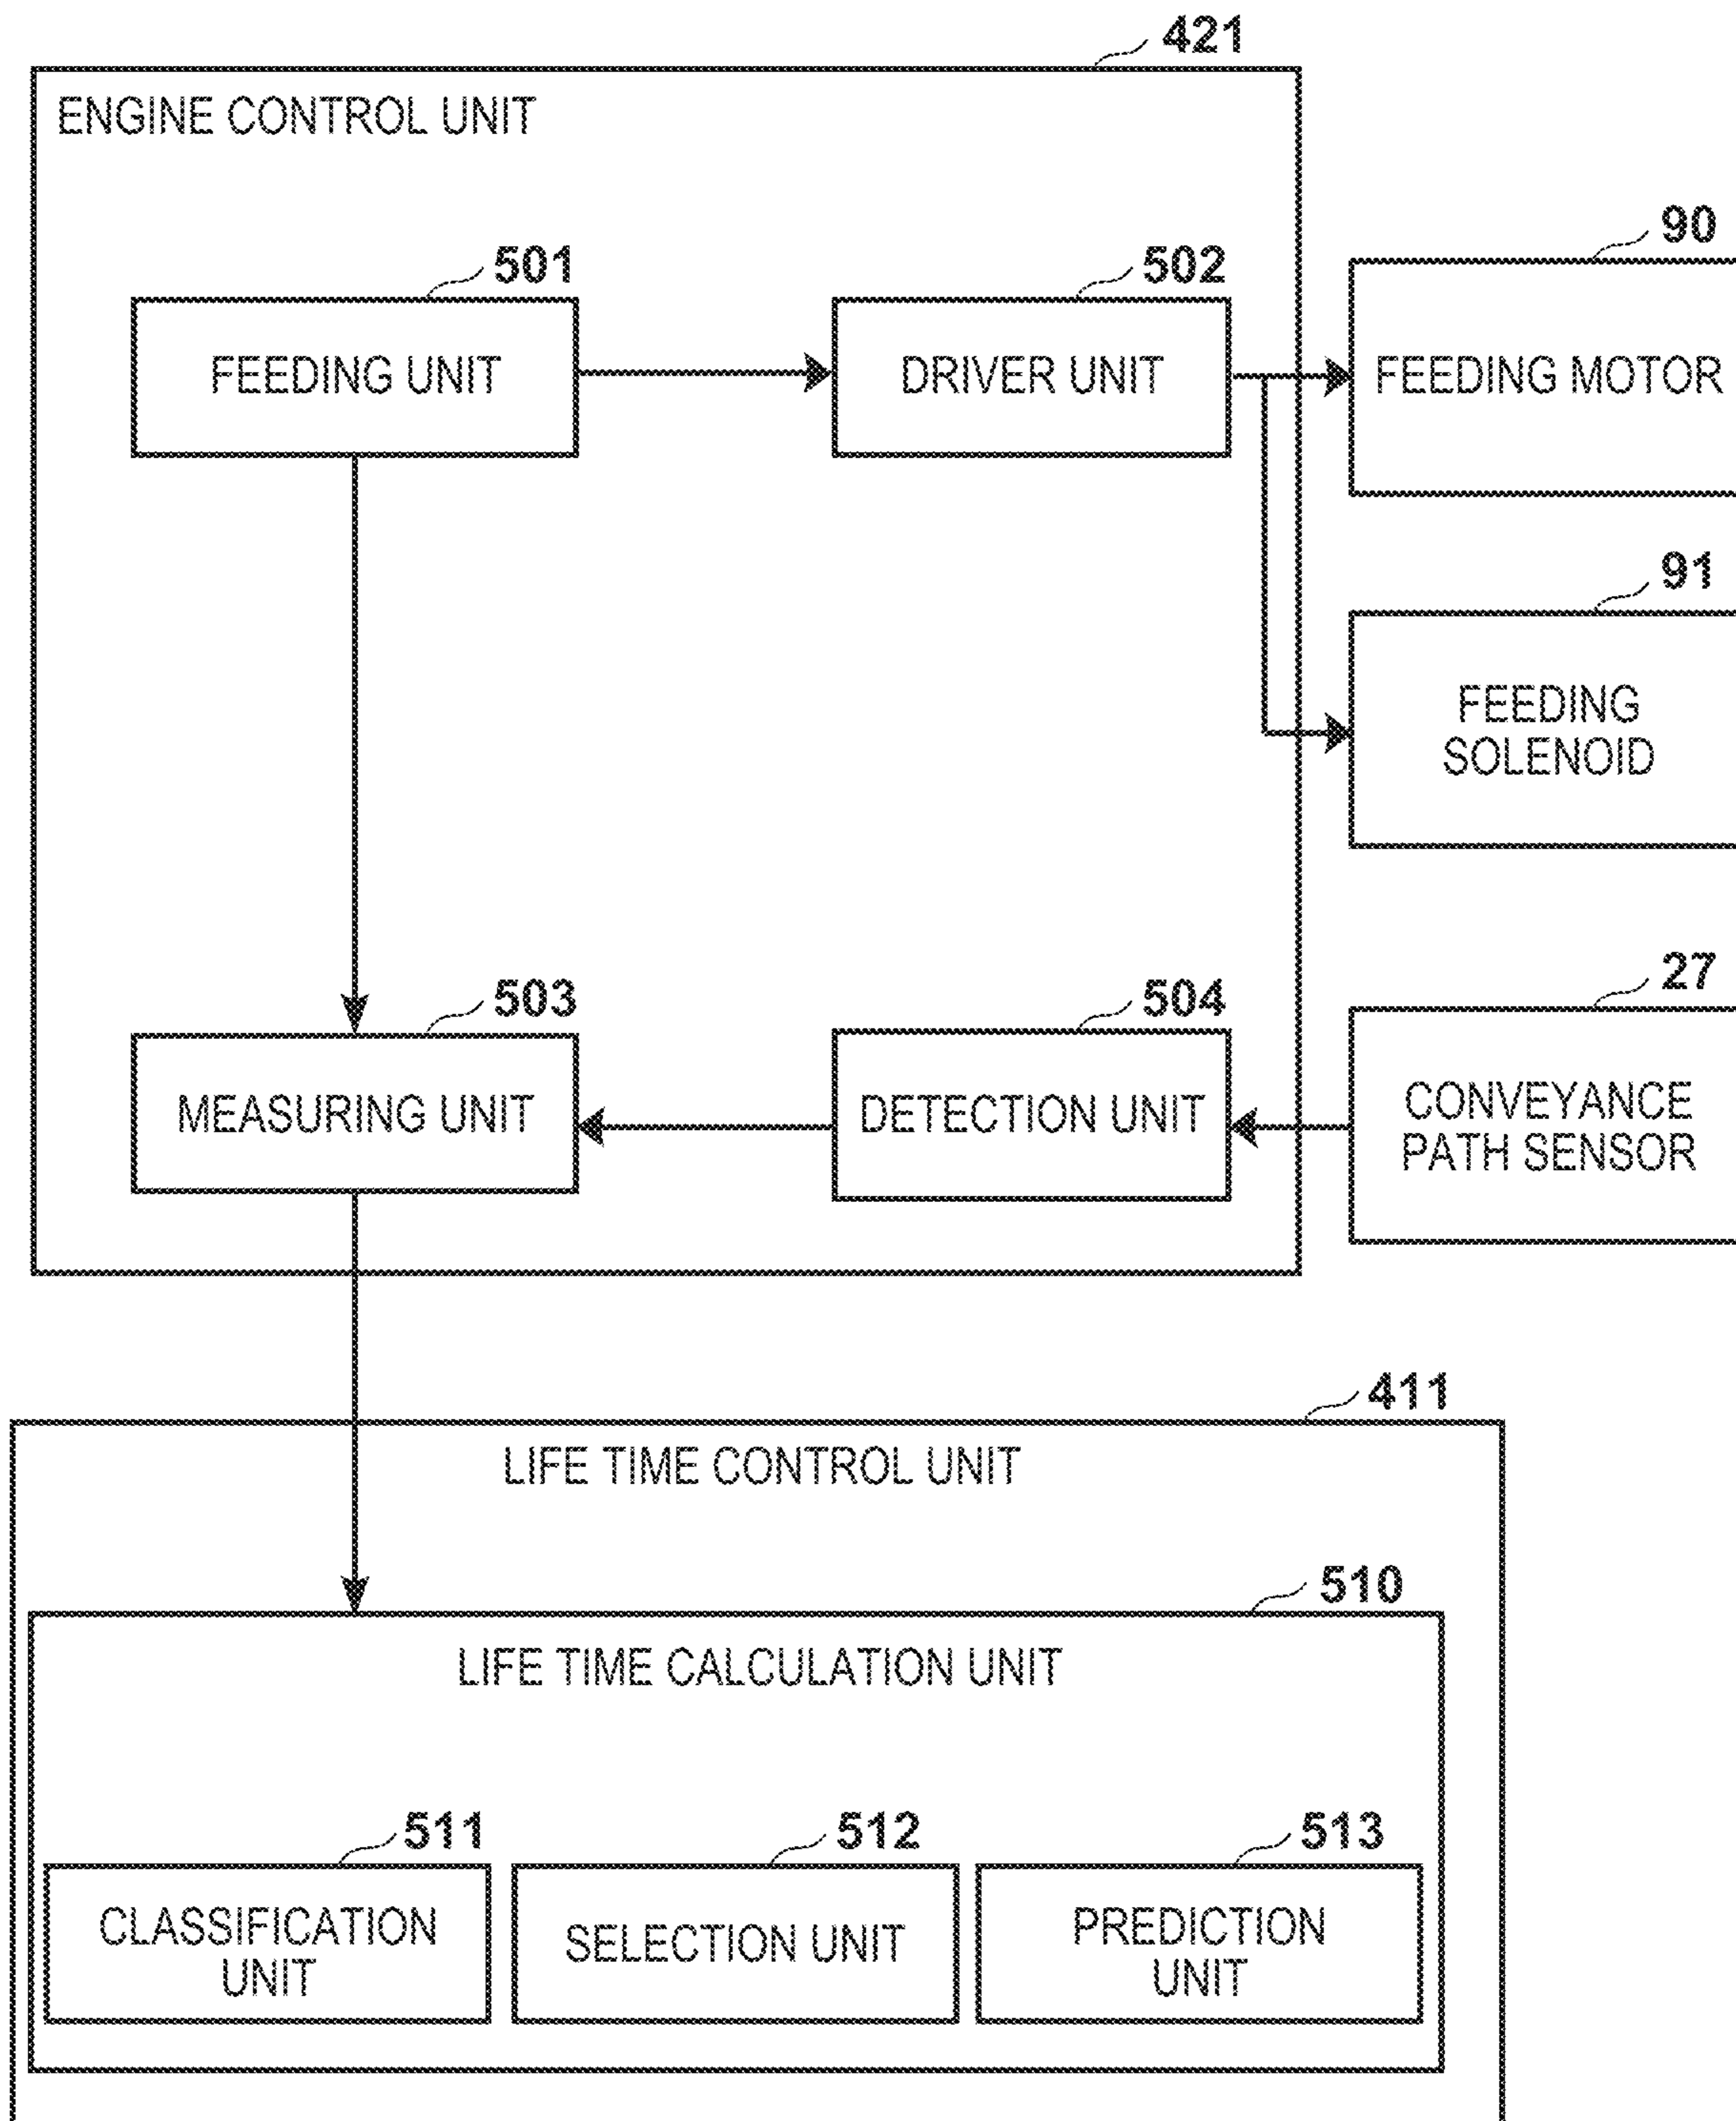 421
ENGINE CONTROL UNIT
90
501
502
FEEDING UNIT
DRIVER UNIT
FEEDING MOTOR
91
FEEDING
SOLENOID
503
504
27
MEASURING UNIT
DETECTION UNIT
CONVEYANCE
PATH SENSOR
411
LIFE TIME CONTROL UNIT
510
LIFE TIME CALCULATION UNIT
511
512
513
CLASSIFICATION
UNIT
SELECTION UNIT
PREDICTION
UNIT